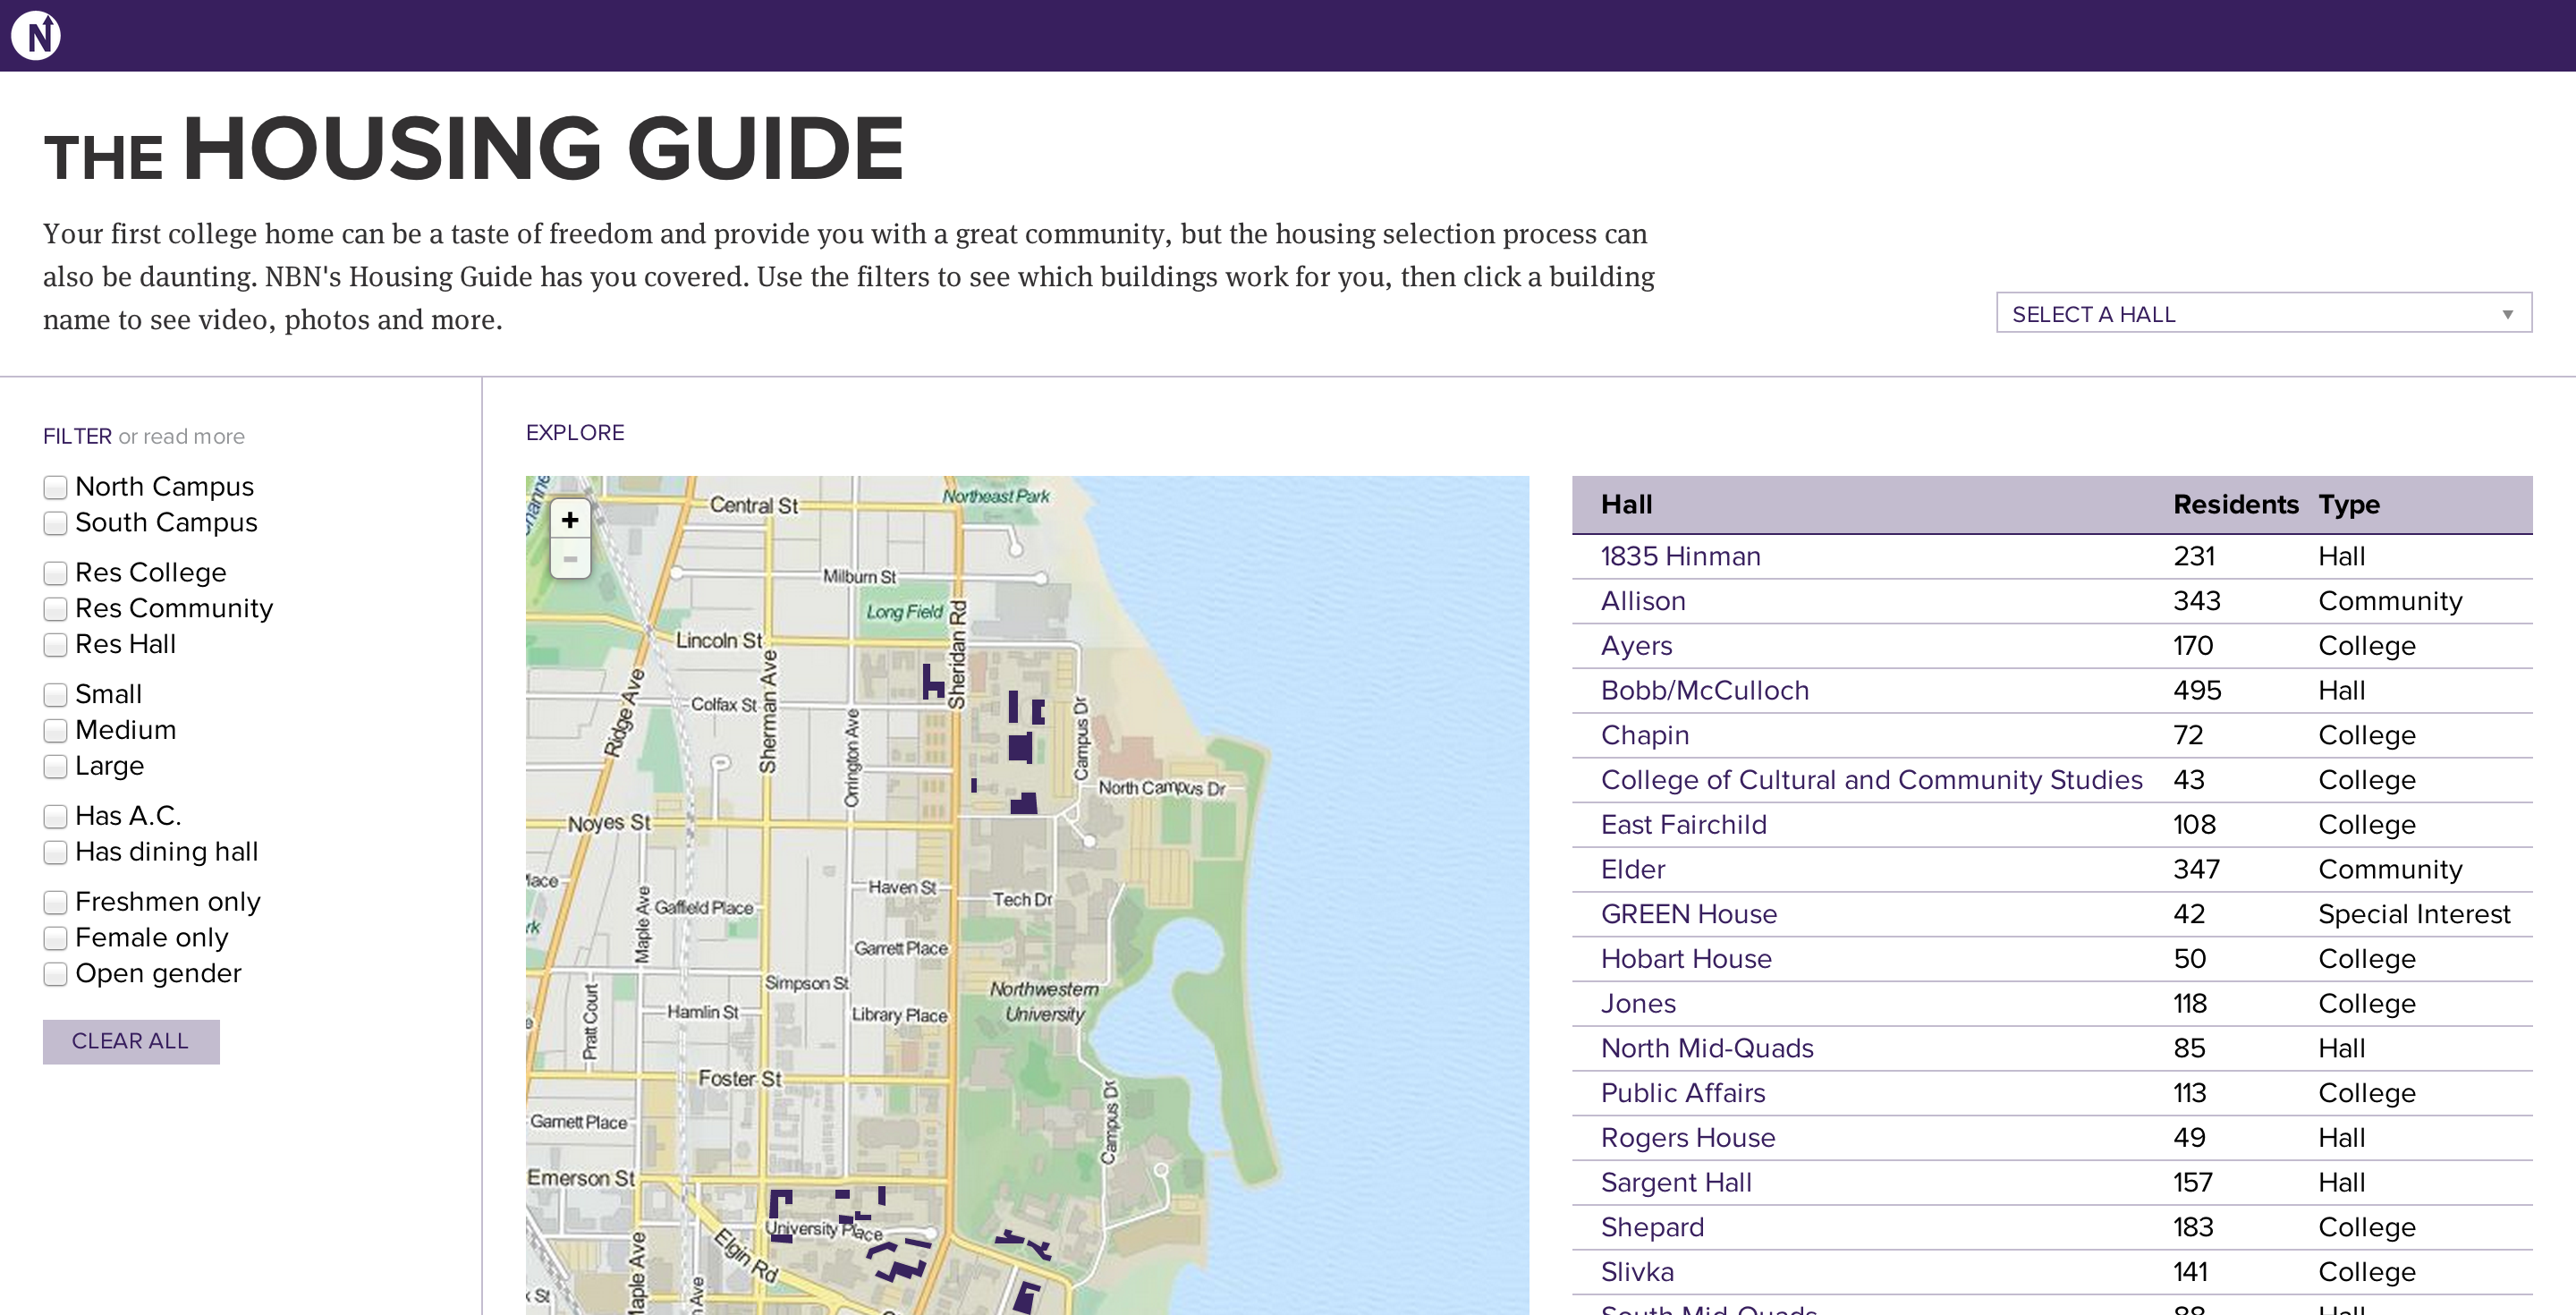 N
THE HOUSING GUIDE
Your first college home can be a taste of freedom and provide you with a great community, but the housing selection process can
also be daunting. NBN's Housing Guide has you covered. Use the filters to see which buildings work for you, then click a building
name to see video, photos and more.
SELECT A HALL
FILTER or read more
North Campus
South Campus
Res College
Res Community
Res Hall
Small
Medium
Large
Has A.C.
Has dining hall
Freshmen only
Female only
Open gender
CLEAR ALL
EXPLORE
+
-
Northeast Park
Central St
Milburn St
Long Field
Sheridan Rd
Lincoln St
Sherman Ave
Ridge Ave
Colfax St
Orrington Ave
Campus Dr
North Campus Dr
Noyes St
lace
Haven St
Tech Dr
Maple Ave
Gaffield Place
rk
Garrett Place
Simpson St
Northwestern
University
Pratt Court
Hamlin St
Library Place
Foster St
Campus Dr
Garnett Place
Emerson St
University Place
Elgin Rd
Maple Ave
Ave
St
Hall Residents Type
1835 Hinman 231 Hall
Allison 343 Community
Ayers 170 College
Bobb/McCulloch 495 Hall
Chapin 72 College
College of Cultural and Community Studies 43 College
East Fairchild 108 College
Elder 347 Community
GREEN House 42 Special Interest
Hobart House 50 College
Jones 118 College
North Mid-Quads 85 Hall
Public Affairs 113 College
Rogers House 49 Hall
Sargent Hall 157 Hall
Shepard 183 College
Slivka 141 College
South Mid-Quads 88 Hall